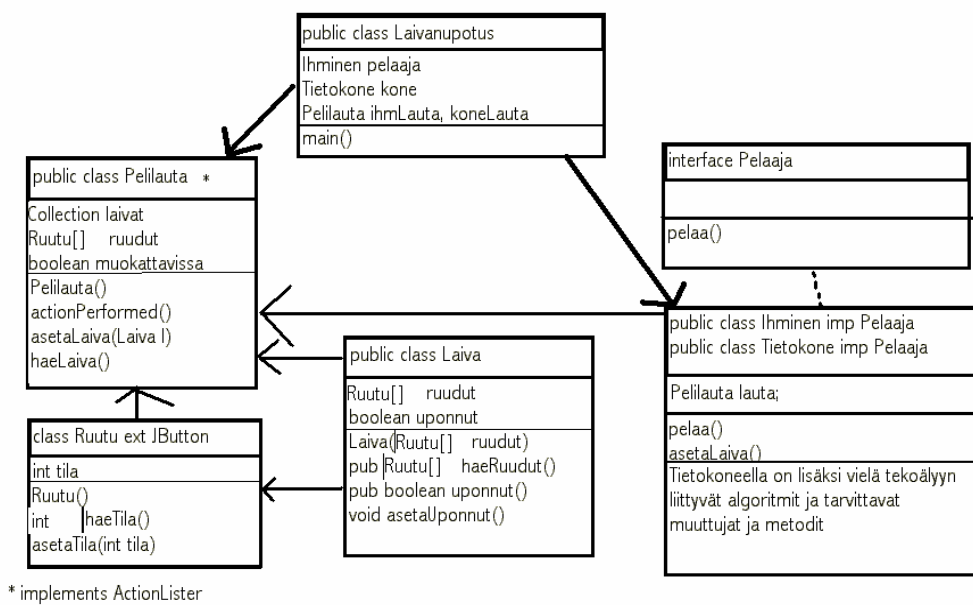 public class Laivanupotus
Ihminen pelaaja
Tietokone kone
Pelilauta ihmLauta, koneLauta
main()
public class Pelilauta *
Collection laivat
Ruutu[] ruudut
boolean muokattavissa
Pelilauta()
actionPerformed()
asetaLaiva(Laiva l)
haeLaiva()
interface Pelaaja
pelaa()
public class Ihminen imp Pelaaja
public class Tietokone imp Pelaaja
Pelilauta lauta;
pelaa()
asetaLaiva()
Tietokoneella on lisäksi vielä tekoälyyn
liittyvät algoritmit ja tarvittavat
muuttujat ja metodit
public class Laiva
Ruutu[] ruudut
boolean uponnut
Laiva(Ruutu[] ruudut)
pub Ruutu[] haeRuudut()
pub boolean uponnut()
void asetaUponnut()
class Ruutu ext JButton
int tila
Ruutu()
int haeTila()
asetaTila(int tila)
* implements ActionLister